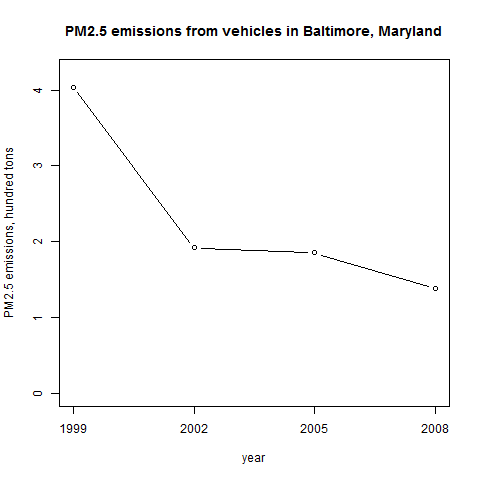 PM2.5 emissions from vehicles in Baltimore, Maryland
PM2.5 emissions, hundred tons
4
3
2
1
0
1999 2002 2005 2008
year